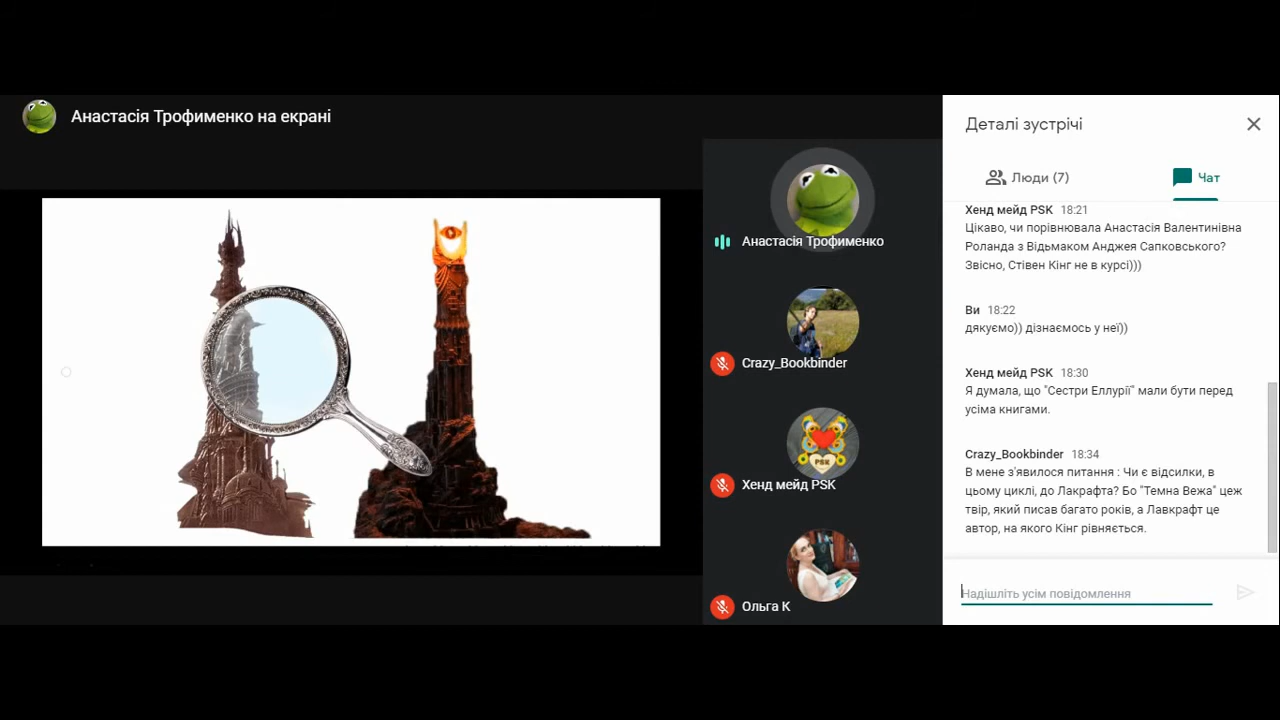 Анастасія Трофименко на екрані
Анастасія Трофименко
Crazy_Bookbinder
Хенд мейд PSK
PSK
Ольга К
Деталі зустрічі
Люди (7)
Чат
Хенд мейд PSK 18:21
Цікаво, чи порівнювала Анастасія Валентинівна
Роланда з Відьмаком Анджея Сапковського?
Звісно, Стівен Кінг не в курсі)))
Ви 18:22
дякуємо)) дізнаємось у неї))
Хенд мейд PSK 18:30
Я думала, що "Сестри Еллурії" мали бути перед
усіма книгами.
Crazy_Bookbinder 18:34
В мене з'явилося питання : Чи є відсилки, в
цьому циклі, до Лакрафта? Бо "Темна Вежа" цеж
твір, який писав багато років, а Лавкрафт це
автор, на якого Кінг рівняється.
Надішліть усім повідомлення